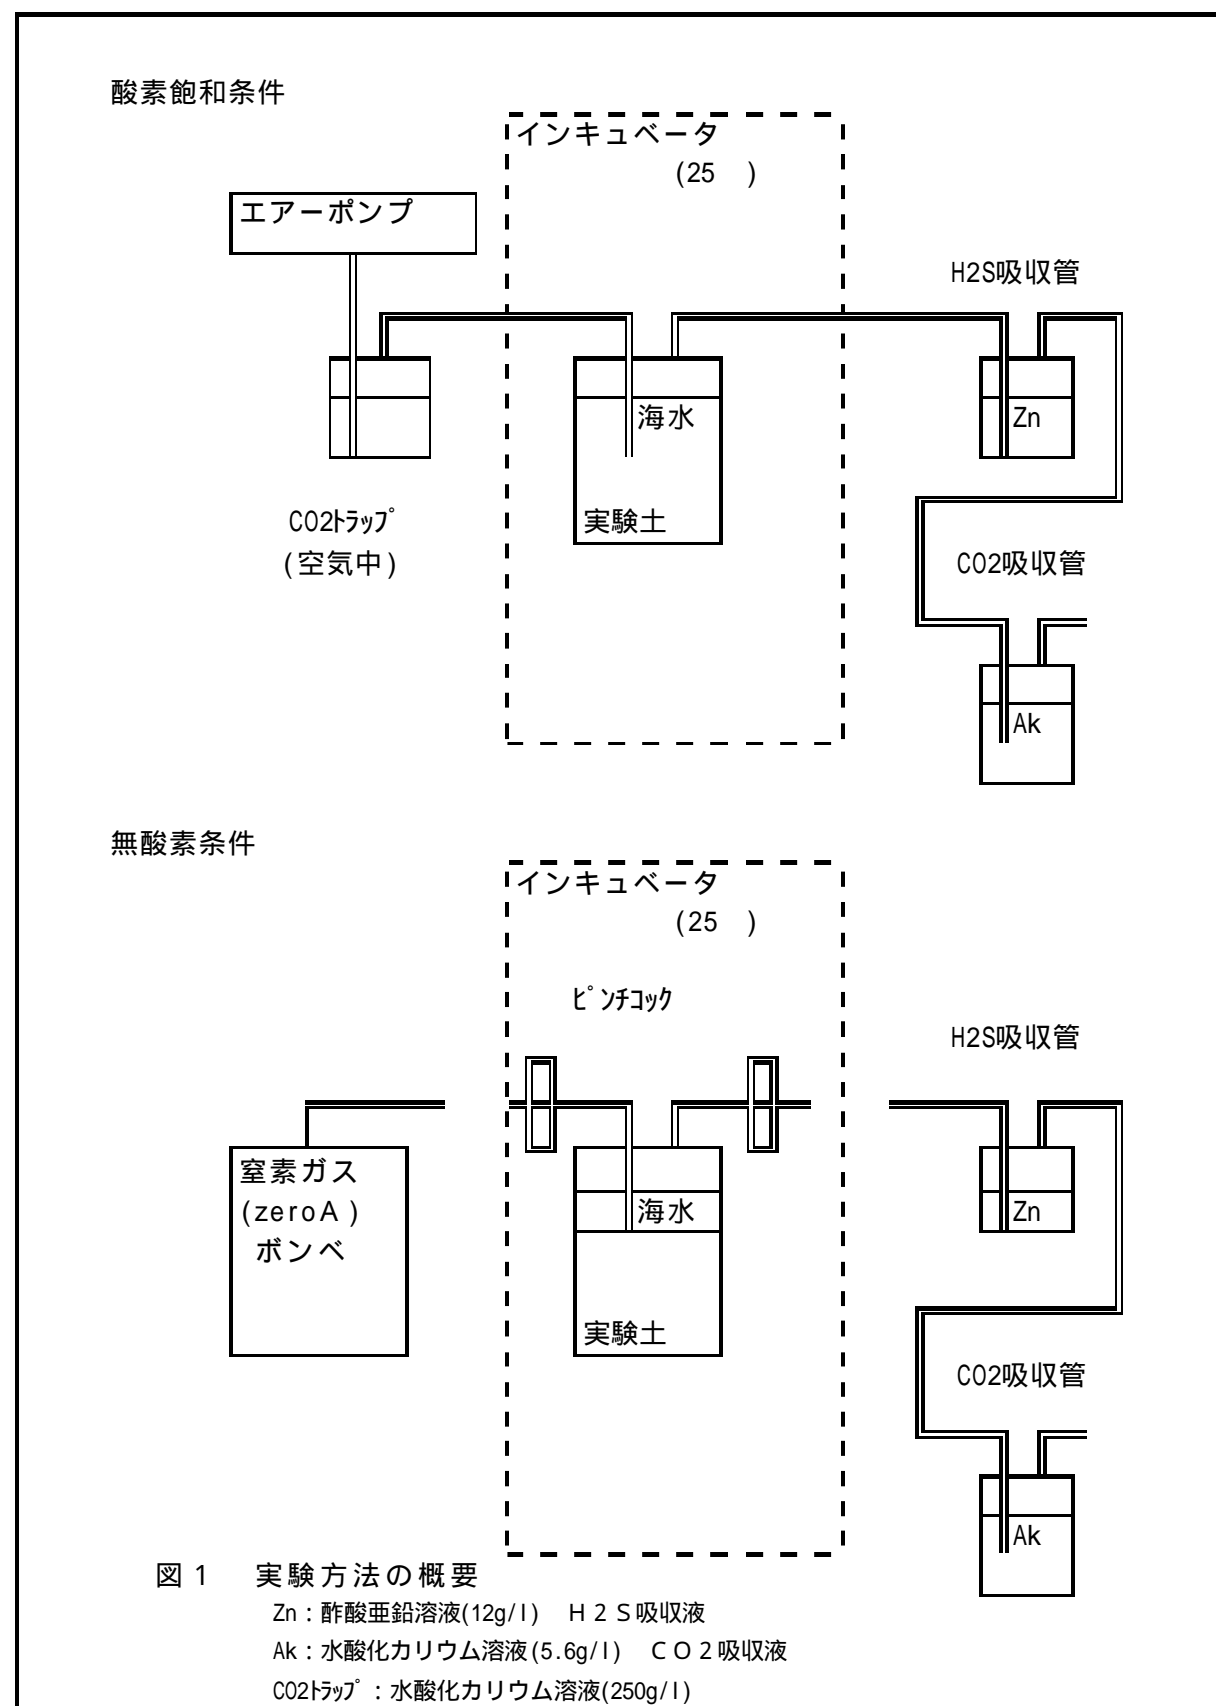 酸素飽和条件
インキュベータ
(25　)
エアーポンプ
H2S吸収管
海水
Zn
実験土
CO2ﾄﾗｯﾌﾟ
(空気中)
CO2吸収管
Ak
無酸素条件
インキュベータ
(25　)
ﾋﾟﾝﾁｺｯｸ
H2S吸収管
窒素ガス
(zeroA)
ボンベ
海水
Zn
実験土
CO2吸収管
Ak
図1　実験方法の概要
Zn：酢酸亜鉛溶液(12g/l)　H2S吸収液
Ak：水酸化カリウム溶液(5.6g/l)　CO2吸収液
CO2ﾄﾗｯﾌﾟ：水酸化カリウム溶液(250g/l)